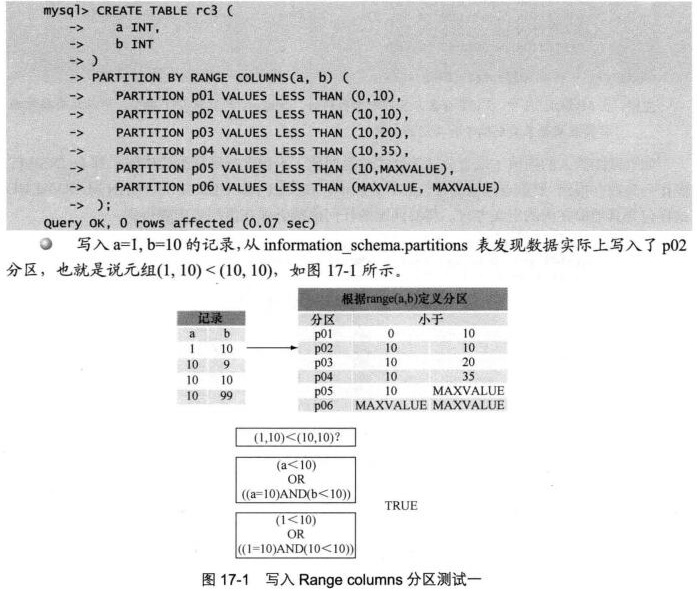 mysql> CREATE TABLE rc3 (
-> a INT,
-> b INT
-> )
-> PARTITION BY RANGE COLUMNS(a, b) (
-> PARTITION p01 VALUES LESS THAN (0,10),
-> PARTITION p02 VALUES LESS THAN (10,10),
-> PARTITION p03 VALUES LESS THAN (10,20),
-> PARTITION p04 VALUES LESS THAN (10,35),
-> PARTITION p05 VALUES LESS THAN (10,MAXVALUE),
-> PARTITION p06 VALUES LESS THAN (MAXVALUE, MAXVALUE)
-> );
Query OK, 0 rows affected (0.07 sec)
写入 a=1, b=10 的记录,从 information_schema.partitions 表发现数据实际上写入了 p02
分区，也就是说元组(1, 10) < (10, 10)，如图 17-1 所示。
记录
a b
1 10
10 9
10 10
10 99
根据range(a,b)定义分区
分区 小于
p01 0 10
p02 10 10
p03 10 20
p04 10 35
p05 10 MAXVALUE
p06 MAXVALUE MAXVALUE
(1,10)<(10,10)?
(a<10)
OR
((a=10)AND(b<10))
TRUE
(1<10)
OR
((1=10)AND(10<10))
图 17-1 写入 Range columns 分区测试一